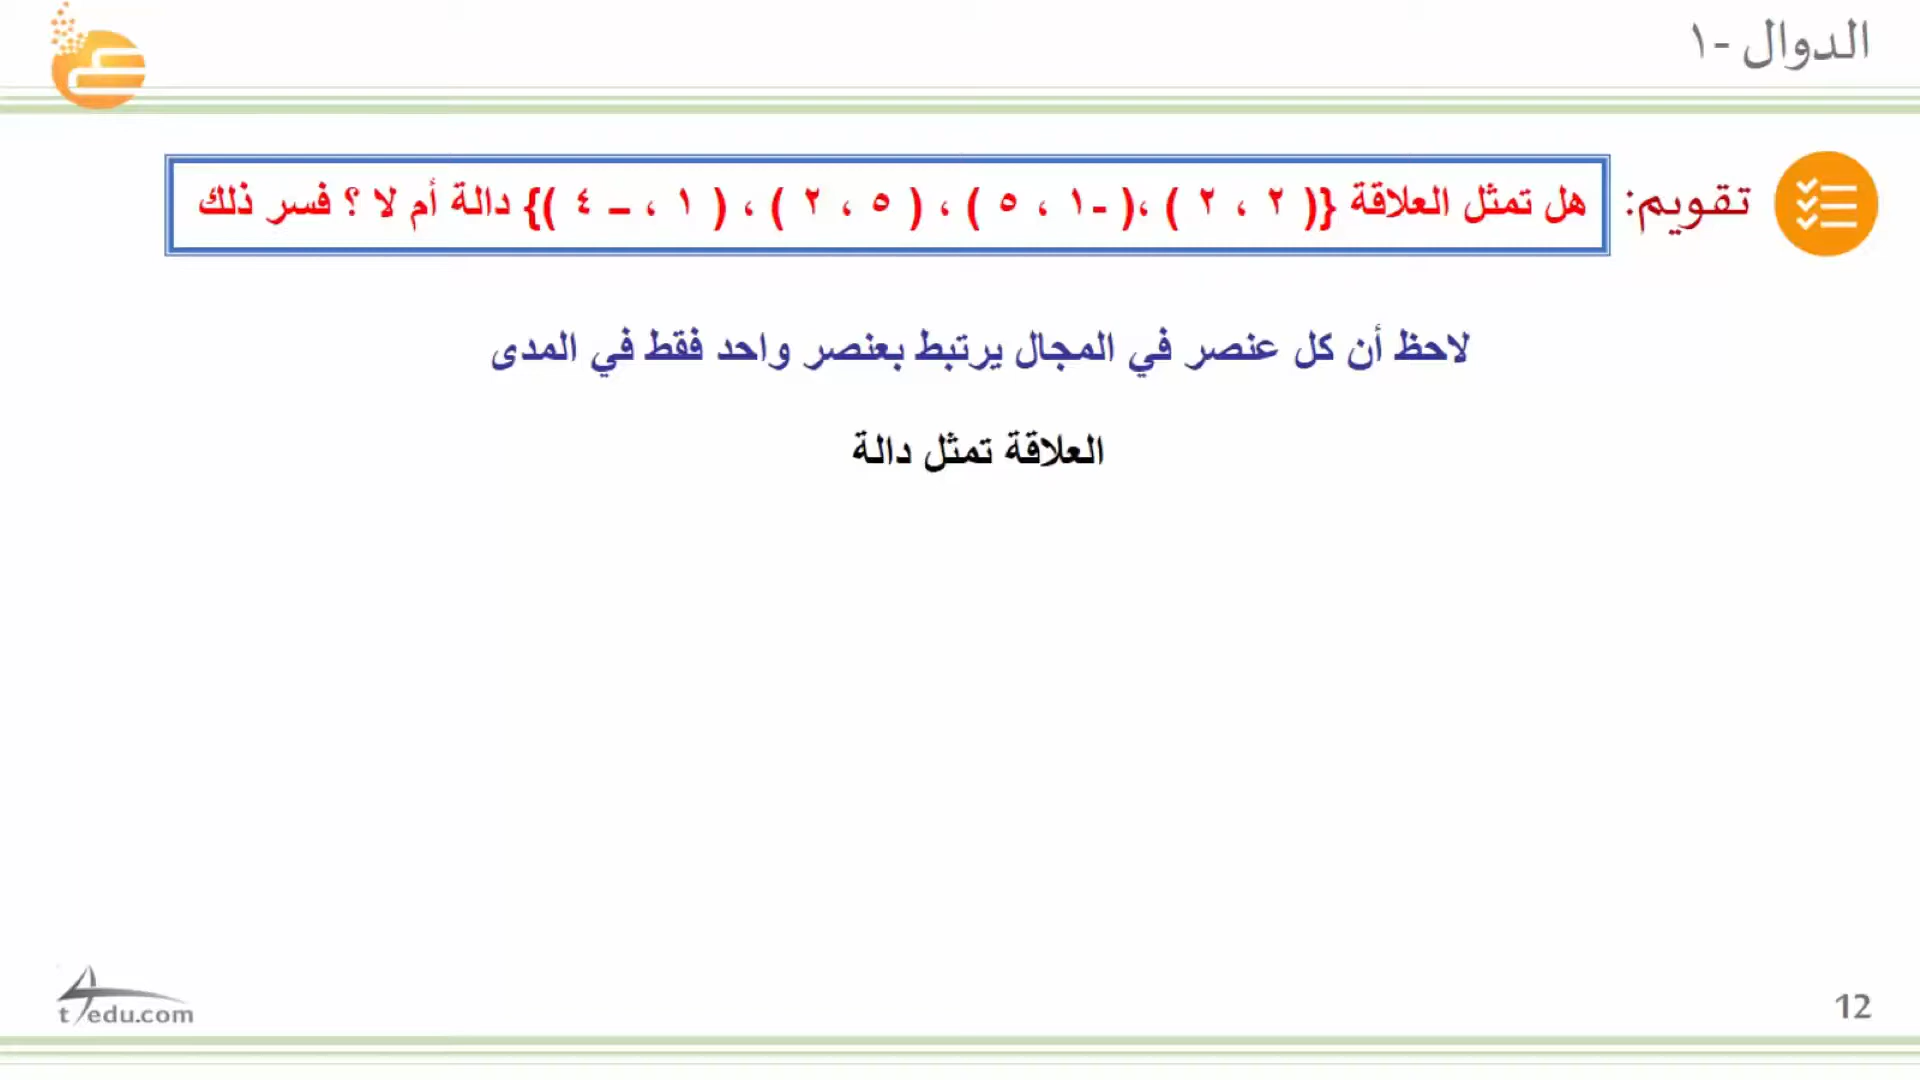 الدوال -١
تقويم:
هل تمثل العلاقة {( ٢ ، ٢ ) ،( -١ ، ٥ ) ، ( ٥ ، ٢ ) ، ( ١ ، – ٤ )} دالة أم لا ؟ فسر ذلك
لاحظ أن كل عنصر في المجال يرتبط بعنصر واحد فقط في المدى
العلاقة تمثل دالة
t4edu.com
12